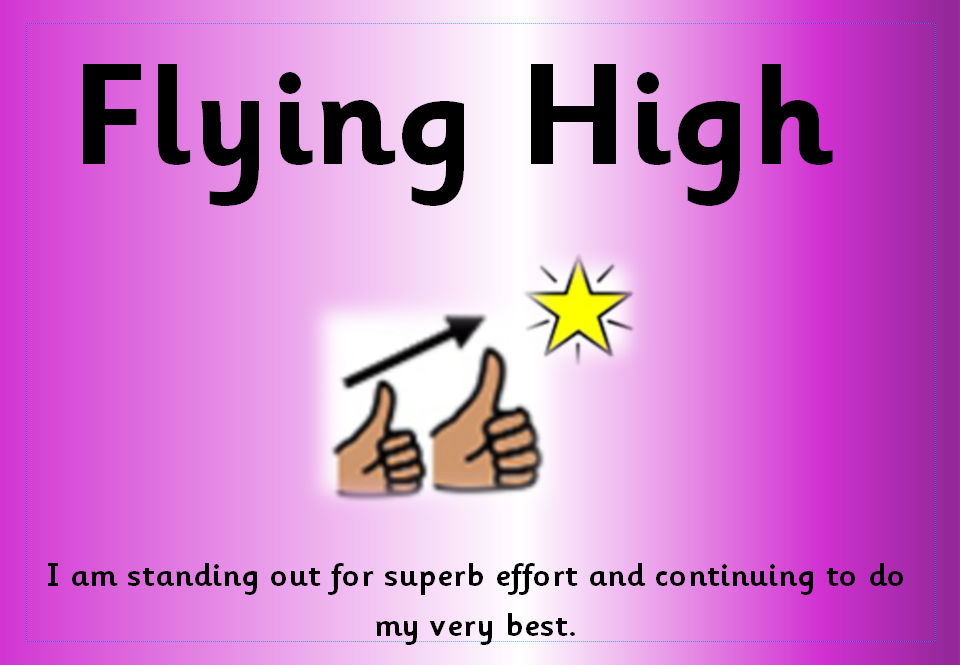 Flying High
I am standing out for superb effort and continuing to do
my very best.